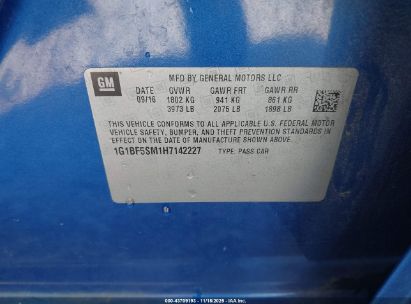 GM
MFD BY GENERAL MOTORS LLC
DATE GVWR GAWR FRT GAWR RR
09/16 1802 KG 941 KG 861 KG
3973 LB 2075 LB 1898 LB
THIS VEHICLE CONFORMS TO ALL APPLICABLE U.S. FEDERAL MOTOR
VEHICLE SAFETY, BUMPER, AND THEFT PREVENTION STANDARDS IN
EFFECT ON THE DATE OF MANUFACTURE SHOWN ABOVE.
1G1BF5SM1H7142227 TYPE: PASS CAR